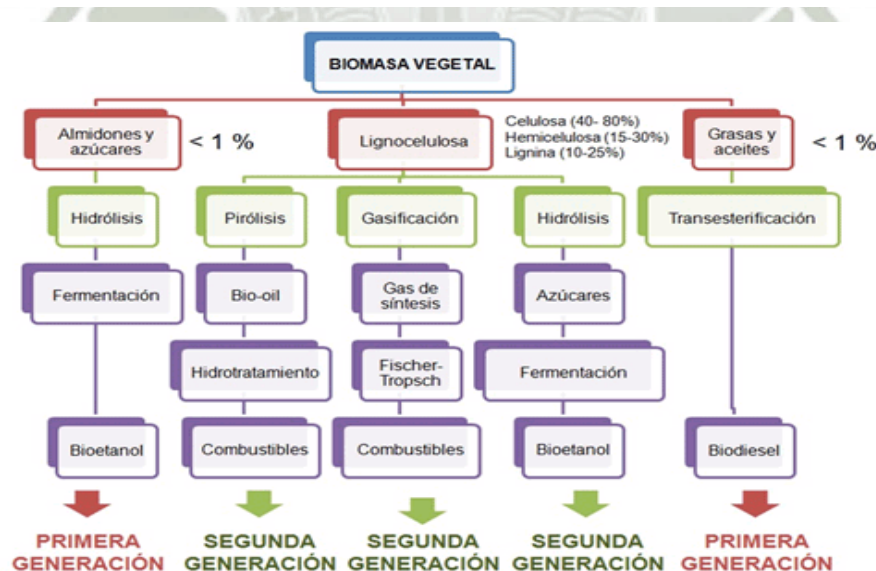 BIOMASA VEGETAL
Almidones y
azúcares
< 1 %
Lignocelulosa
Celulosa (40- 80%)
Hemicelulosa (15-30%)
Lignina (10-25%)
Grasas y
aceites
< 1 %
Hidrólisis
Pirólisis
Gasificación
Hidrólisis
Transesterificación
Fermentación
Bio-oil
Gas de
síntesis
Azúcares
Hidrotratamiento
Fischer-
Tropsch
Fermentación
Bioetanol
Combustibles
Combustibles
Bioetanol
Biodiesel
PRIMERA
GENERACIÓN
SEGUNDA
GENERACIÓN
SEGUNDA
GENERACIÓN
SEGUNDA
GENERACIÓN
PRIMERA
GENERACIÓN